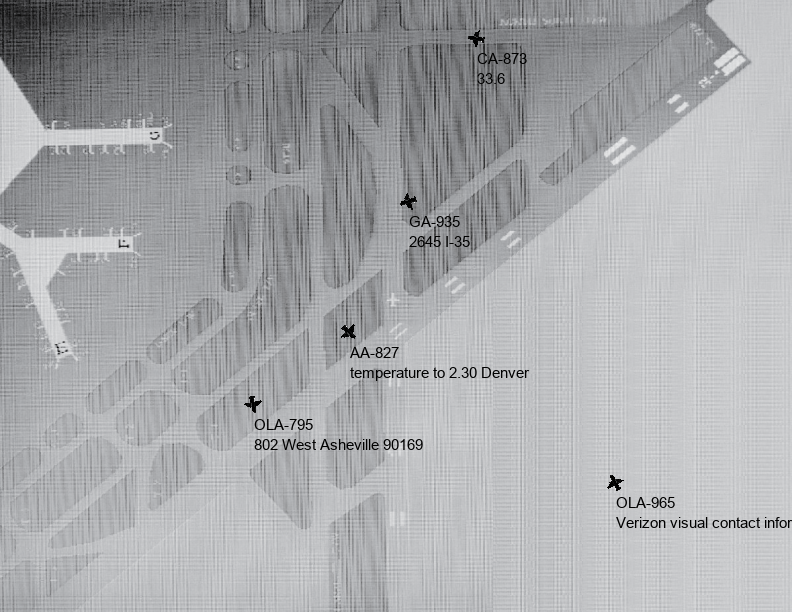 CA-873
33.6
GA-935
2645 I-35
AA-827
temperature to 2.30 Denver
OLA-795
802 West Asheville 90169
OLA-965
Verizon visual contact infor
G
F
E